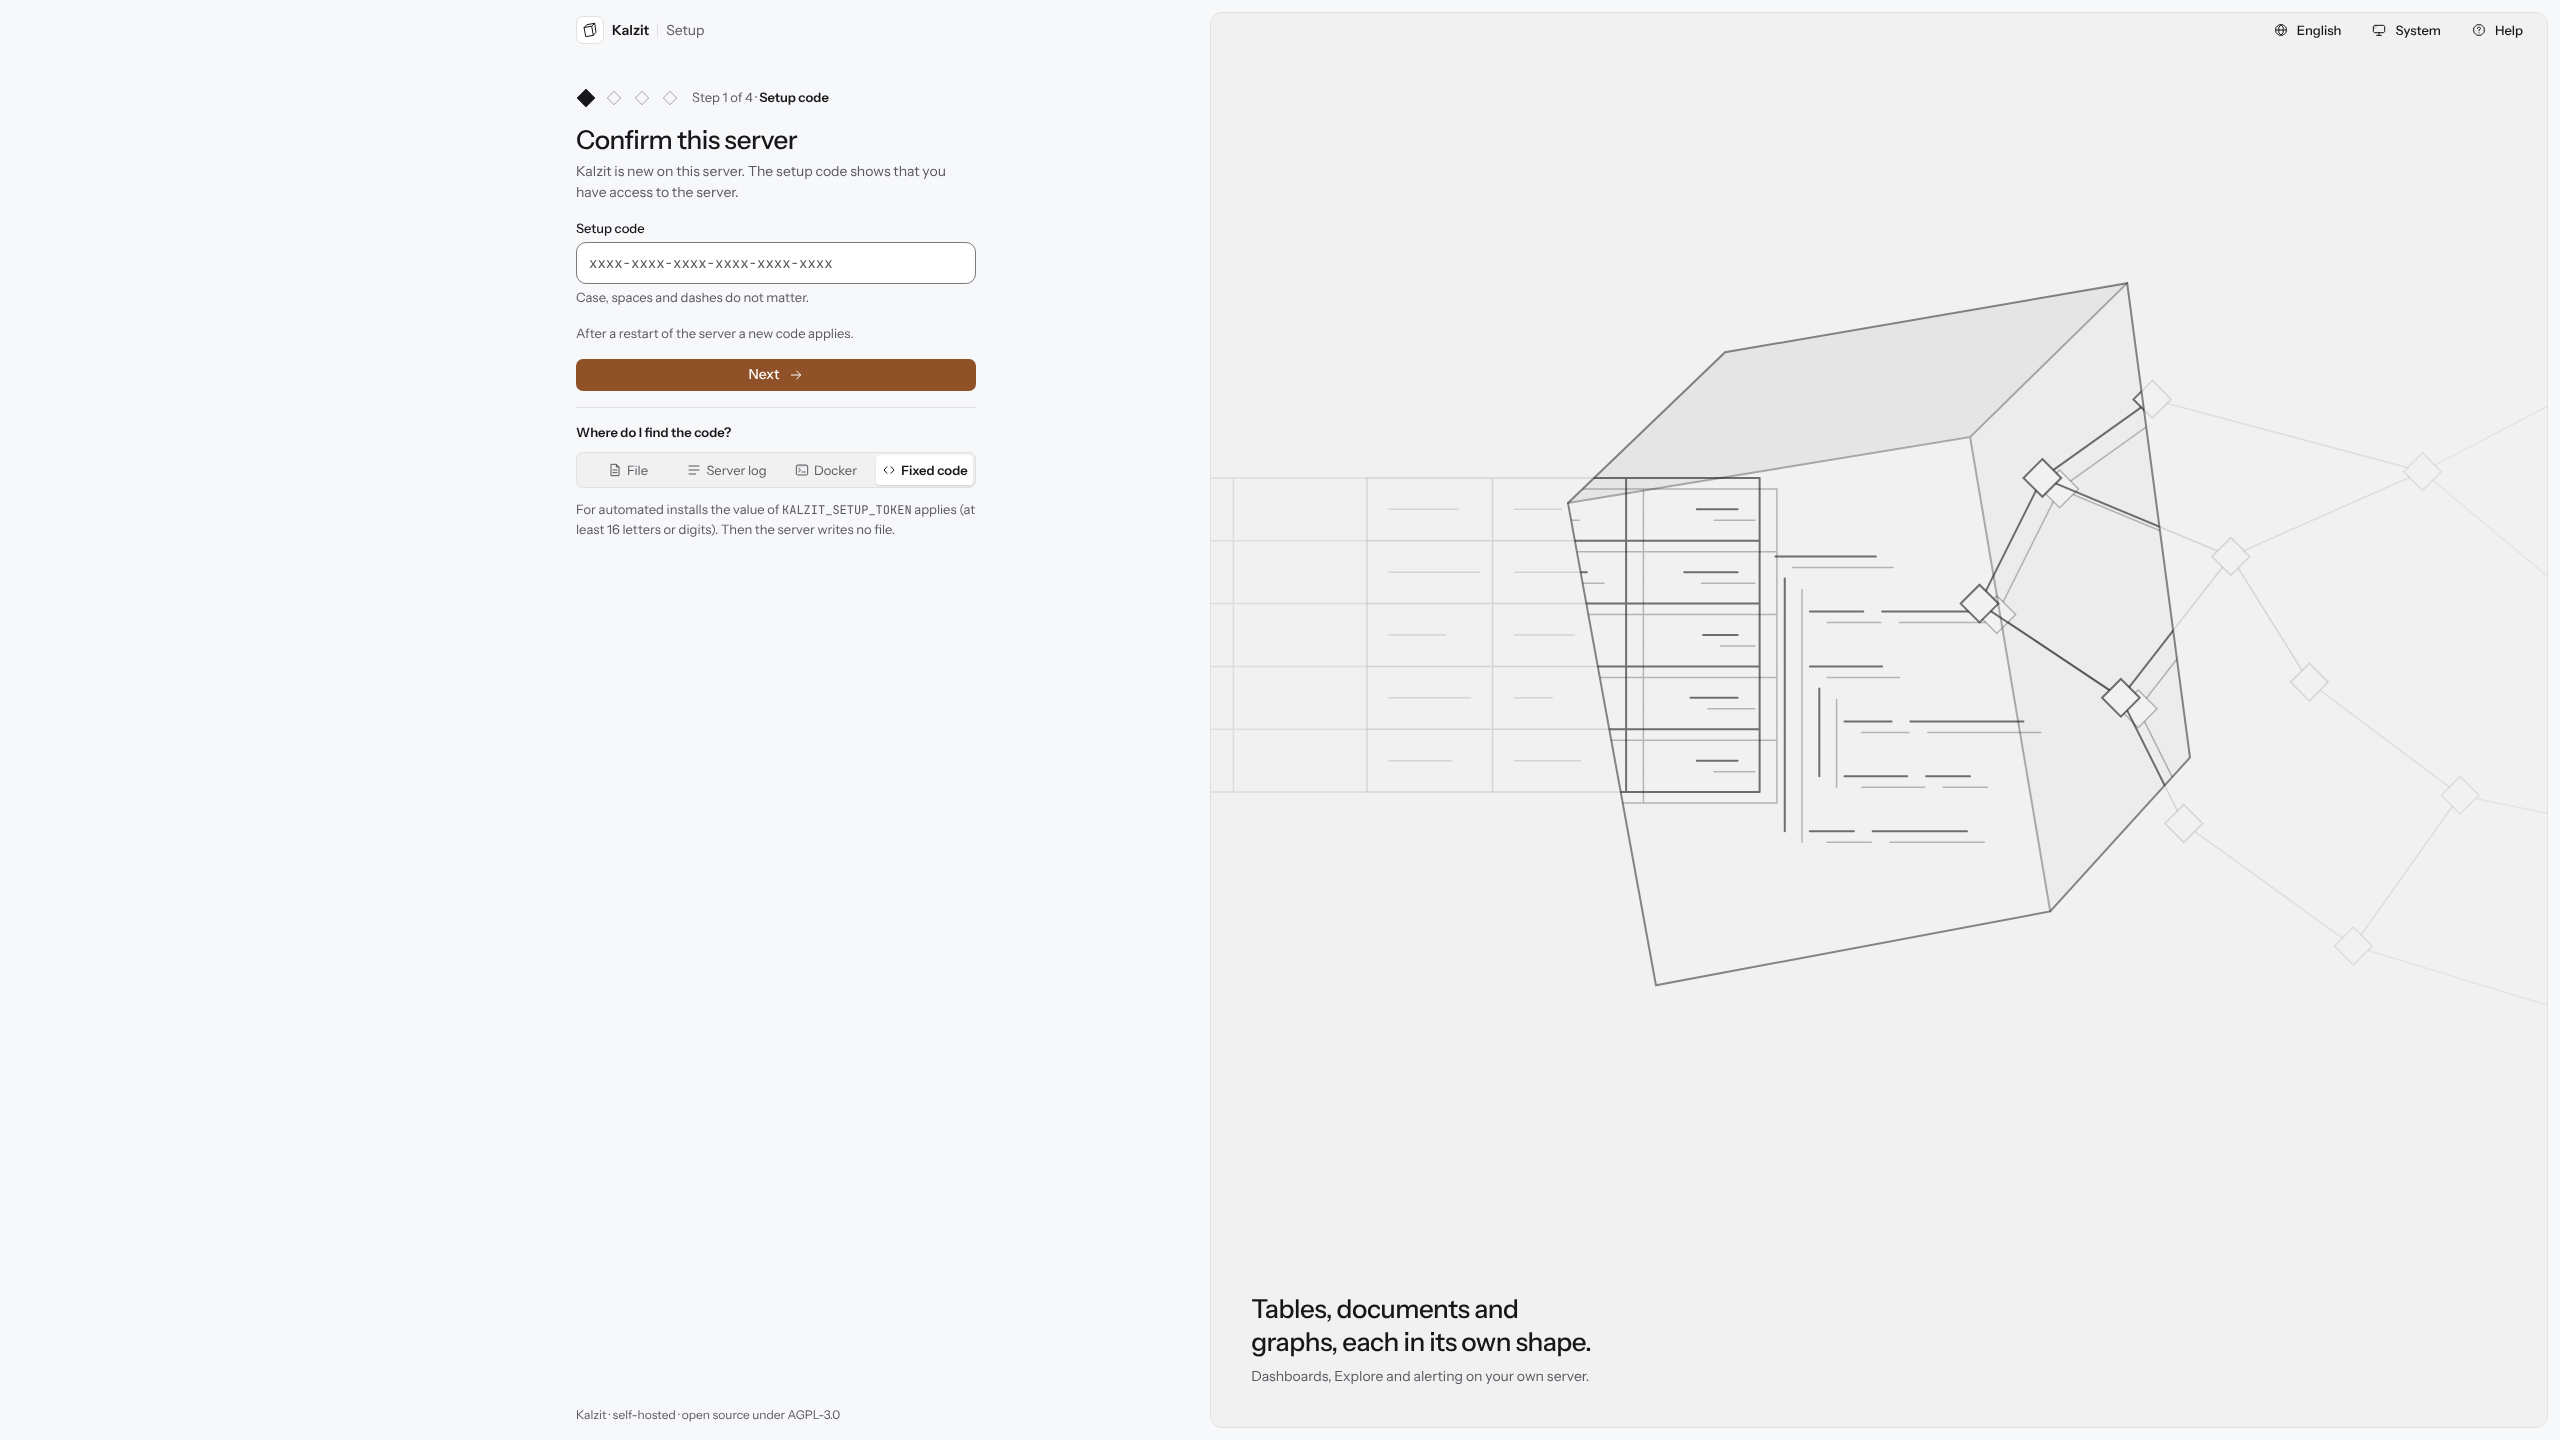 Kalzit | Setup
English
System
Help
Step 1 of 4 · Setup code
Confirm this server
Kalzit is new on this server. The setup code shows that you
have access to the server.
Setup code
xxxx-xxxx-xxxx-xxxx-xxxx-xxxx
Case, spaces and dashes do not matter.
After a restart of the server a new code applies.
Next →
Where do I find the code?
File
Server log
Docker
Fixed code
For automated installs the value of KALZIT_SETUP_TOKEN applies (at
least 16 letters or digits). Then the server writes no file.
Tables, documents and
graphs, each in its own shape.
Dashboards, Explore and alerting on your own server.
Kalzit · self-hosted · open source under AGPL-3.0